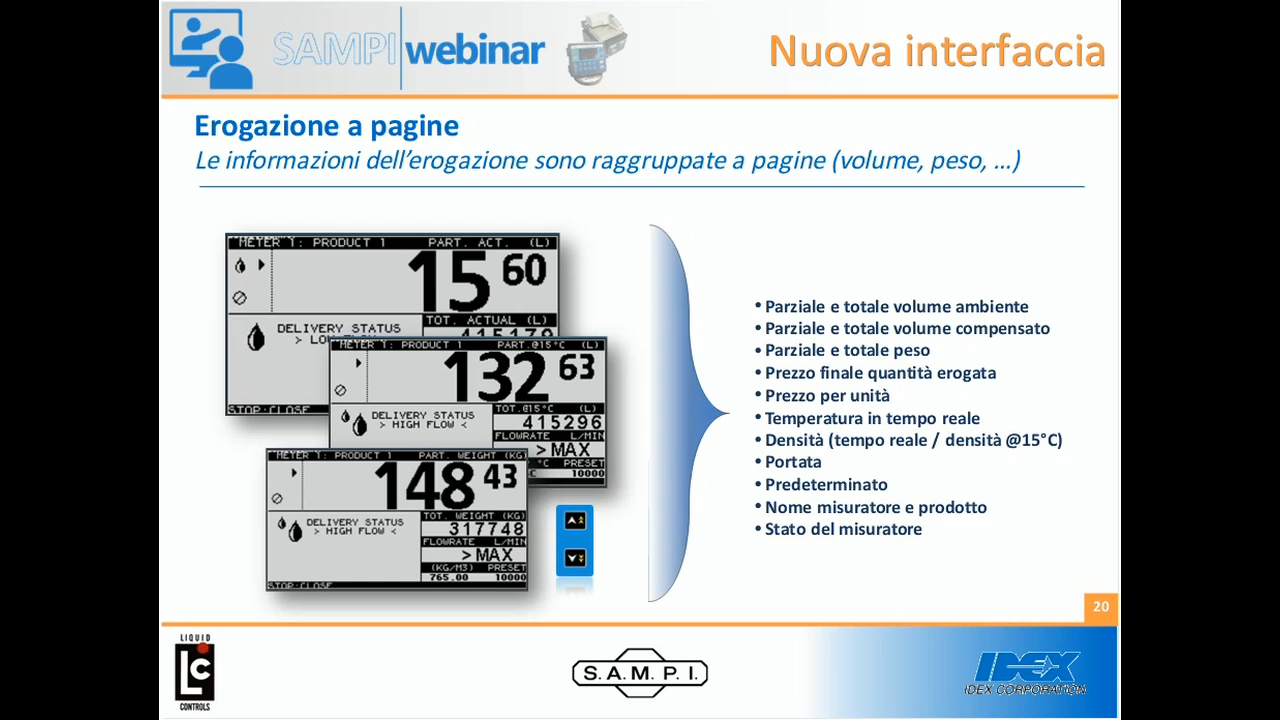 SAMPI webinar
Nuova interfaccia
Erogazione a pagine
Le informazioni dell'erogazione sono raggruppate a pagine (volume, peso, ...)
METER 1: PRODUCT 1 PART. ACT. (L)
15 60
DELIVERY STATUS
TOT. ACTUAL (L)
415179
STOP:CLOSE
METER 1: PRODUCT 1 PART.@15°C (L)
132 63
DELIVERY STATUS
> HIGH FLOW <
TOT.@15°C (L)
415296
FLOWRATE L/MIN
>MAX
°C PRESET
10000
METER 1: PRODUCT 1 PART. WEIGHT (KG)
148 43
DELIVERY STATUS
> HIGH FLOW <
TOT. WEIGHT (KG)
317748
FLOWRATE L/MIN
>MAX
(KG/M3) PRESET
765.00 10000
STOP:CLOSE
• Parziale e totale volume ambiente
• Parziale e totale volume compensato
• Parziale e totale peso
• Prezzo finale quantità erogata
• Prezzo per unità
• Temperatura in tempo reale
• Densità (tempo reale / densità @15°C)
• Portata
• Predeterminato
• Nome misuratore e prodotto
• Stato del misuratore
20
LIQUID
LC
CONTROLS
S.A.M.P.I.
IDEX
IDEX CORPORATION